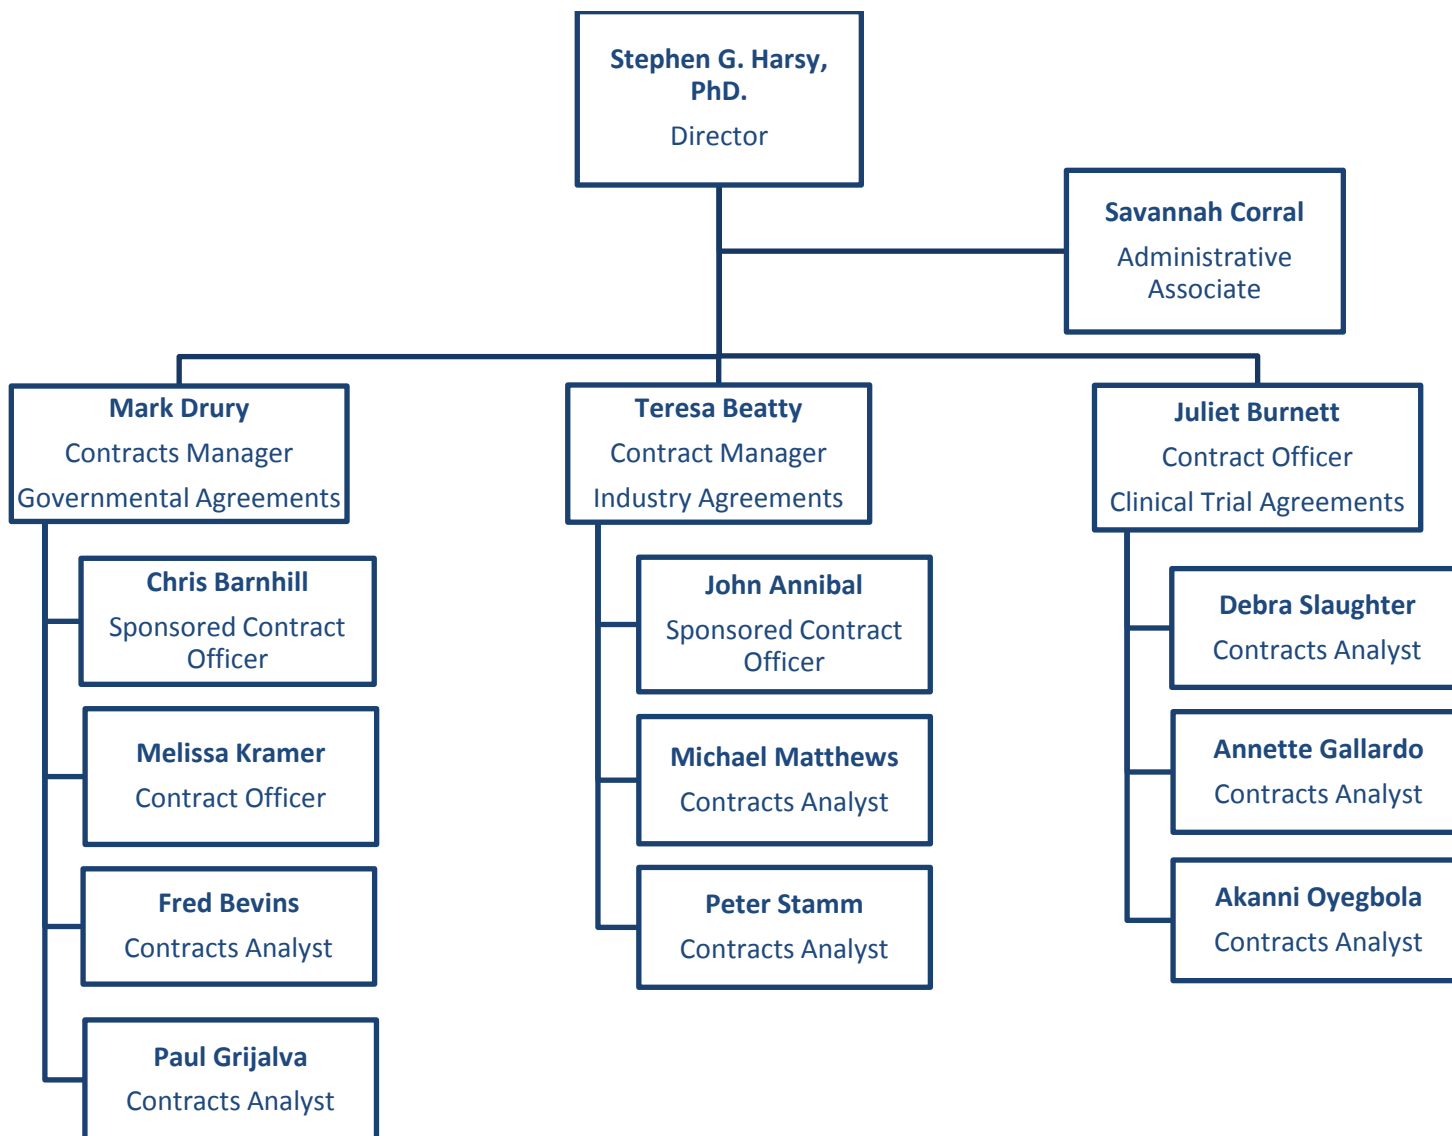 Stephen G. Harsy,
PhD.
Director
Savannah Corral
Administrative
Associate
Mark Drury
Contracts Manager
Governmental Agreements
Teresa Beatty
Contract Manager
Industry Agreements
Juliet Burnett
Contract Officer
Clinical Trial Agreements
Chris Barnhill
Sponsored Contract
Officer
Melissa Kramer
Contract Officer
Fred Bevins
Contracts Analyst
Paul Grijalva
Contracts Analyst
John Annibal
Sponsored Contract
Officer
Michael Matthews
Contracts Analyst
Peter Stamm
Contracts Analyst
Debra Slaughter
Contracts Analyst
Annette Gallardo
Contracts Analyst
Akanni Oyegbola
Contracts Analyst